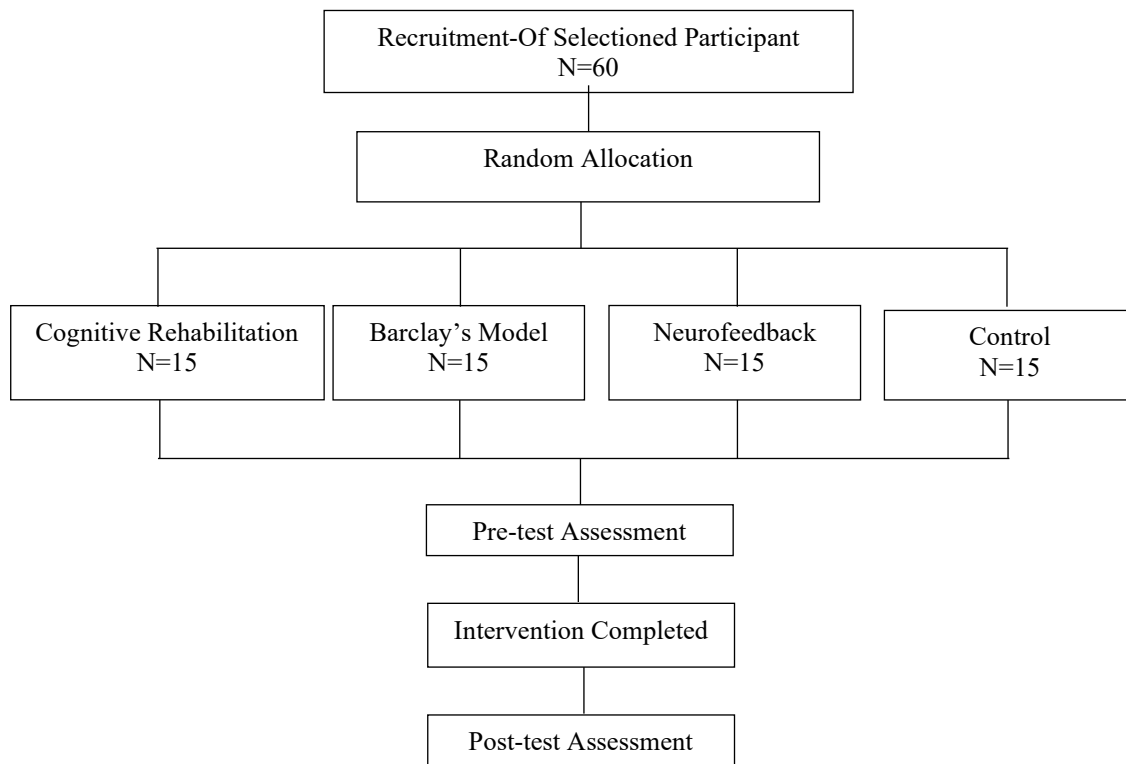 Recruitment-Of Selectioned Participant
N=60
Random Allocation
Cognitive Rehabilitation
N=15
Barclay’s Model
N=15
Neurofeedback
N=15
Control
N=15
Pre-test Assessment
Intervention Completed
Post-test Assessment